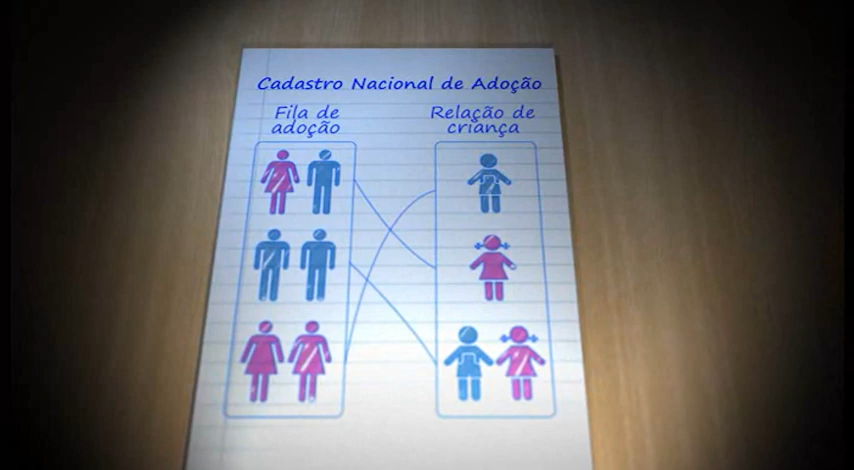 Cadastro Nacional de Adoção
Fila de
adoção
Relação de
criança